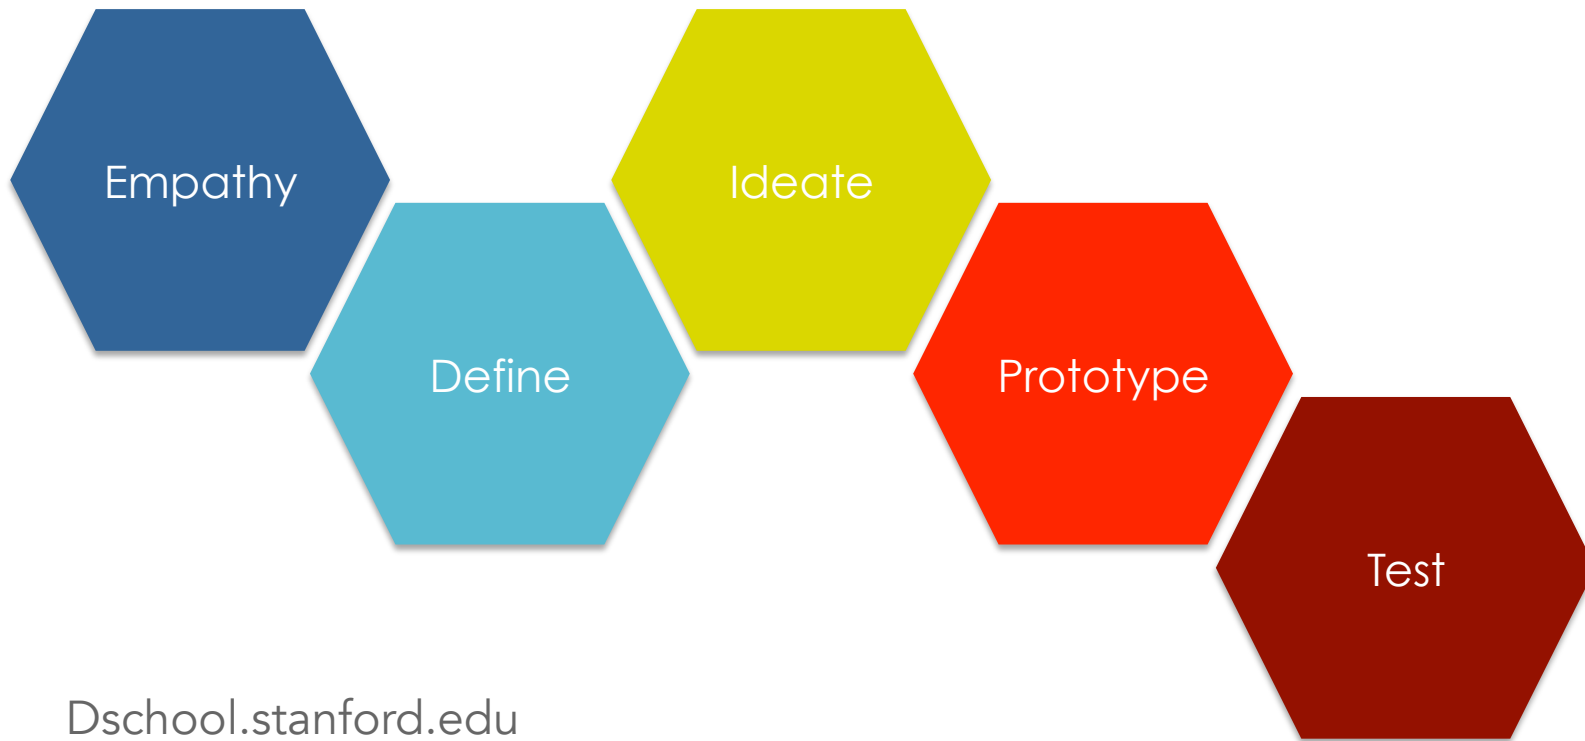 Empathy
Define
Ideate
Prototype
Test
Dschool.stanford.edu